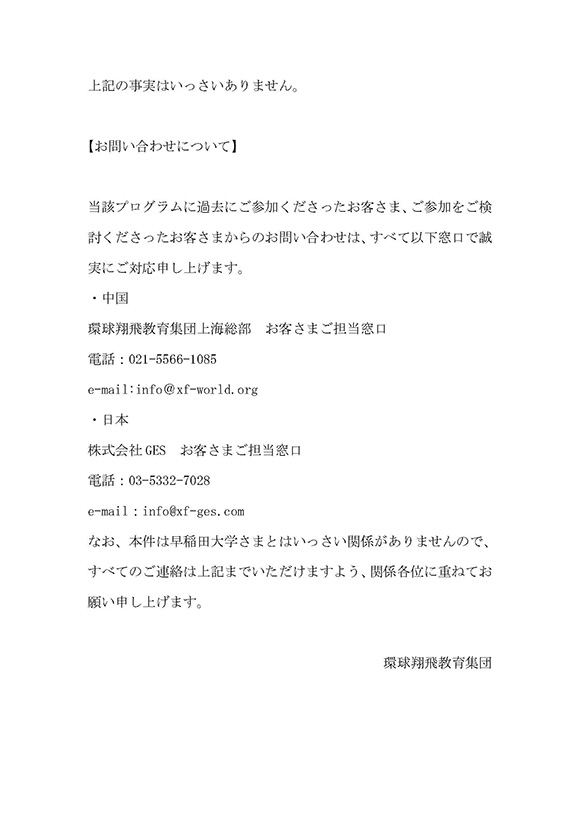 上記の事実はいっさいありません。
【お問い合わせについて】
当該プログラムに過去にご参加くださったお客さま、ご参加をご検
討くださったお客さまからのお問い合わせは、すべて以下窓口で誠
実にご対応申し上げます。
・中国
環球翔飛教育集団上海総部　お客さまご担当窓口
電話：021-5566-1085
e-mail:info＠xf-world.org
・日本
株式会社 GES　お客さまご担当窓口
電話：03-5332-7028
e-mail：info@xf-ges.com
なお、本件は早稲田大学さまとはいっさい関係がありませんので、
すべてのご連絡は上記までいただけますよう、関係各位に重ねてお
願い申し上げます。
環球翔飛教育集団